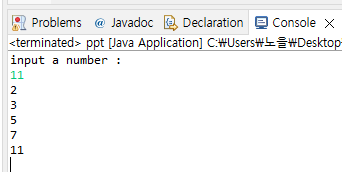 Problems @ Javadoc Declaration Console
<terminated> ppt [Java Application] C:₩Users₩노을₩Desktop
input a number :
11
2
3
5
7
11